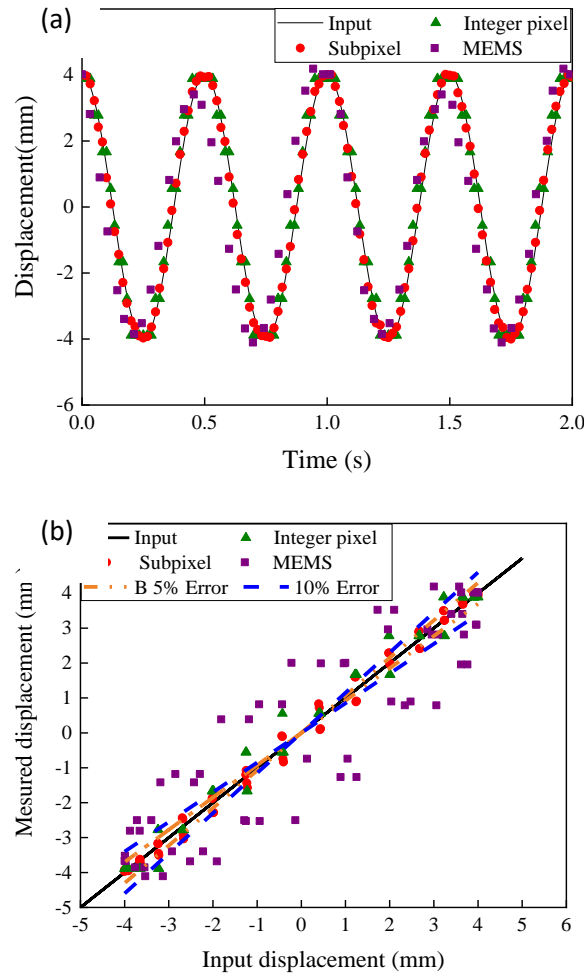 (a)
Input
Integer pixel
Subpixel
MEMS
Displacement(mm)
4
2
0
-2
-4
-6
0.0 0.5 1.0 1.5 2.0
Time (s)
(b)
Input
Integer pixel
Subpixel
MEMS
B 5% Error
10% Error
Mesured displacement (mm)
4
3
2
1
0
-1
-2
-3
-4
-5
-5 -4 -3 -2 -1 0 1 2 3 4 5 6
Input displacement (mm)